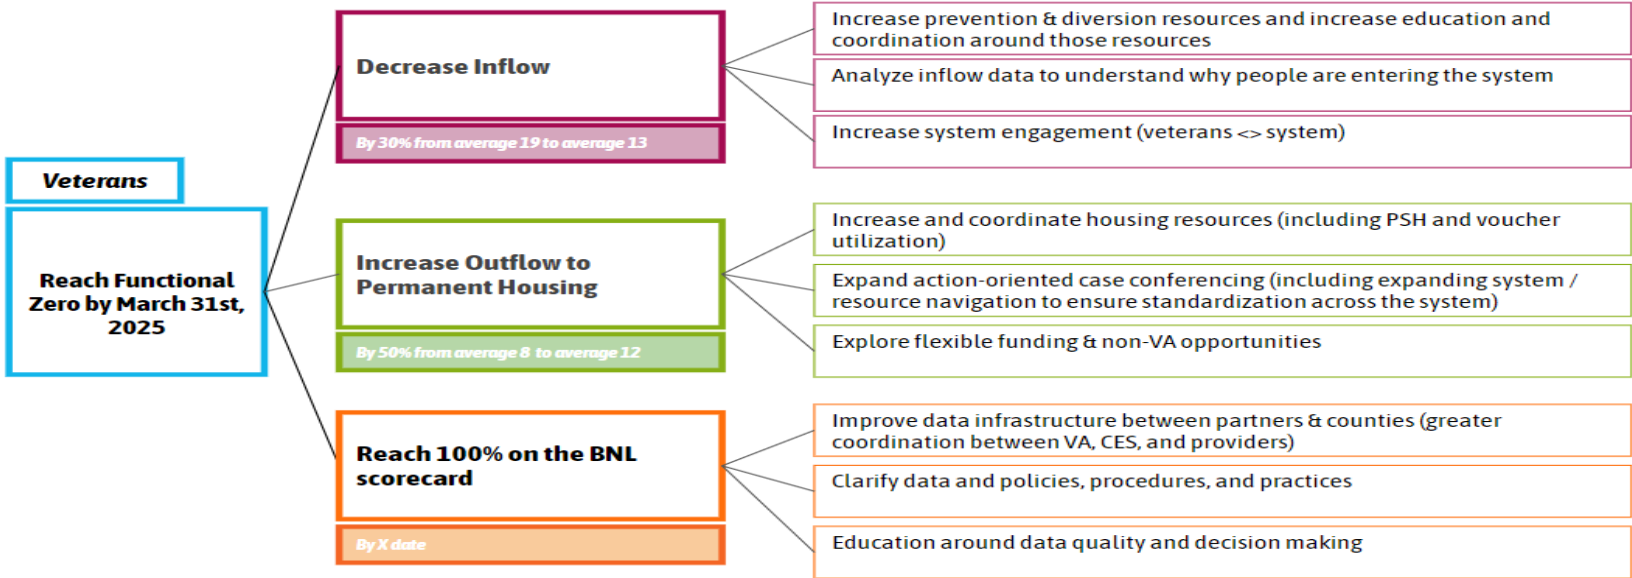 Veterans
Reach Functional
Zero by March 31st,
2025
Decrease Inflow
By 30% from average 19 to average 13
Increase prevention & diversion resources and increase education and
coordination around those resources
Analyze inflow data to understand why people are entering the system
Increase system engagement (veterans <> system)
Increase Outflow to
Permanent Housing
By 50% from average 8 to average 12
Increase and coordinate housing resources (including PSH and voucher
utilization)
Expand action-oriented case conferencing (including expanding system /
resource navigation to ensure standardization across the system)
Explore flexible funding & non-VA opportunities
Reach 100% on the BNL
scorecard
By X date
Improve data infrastructure between partners & counties (greater
coordination between VA, CES, and providers)
Clarify data and policies, procedures, and practices
Education around data quality and decision making